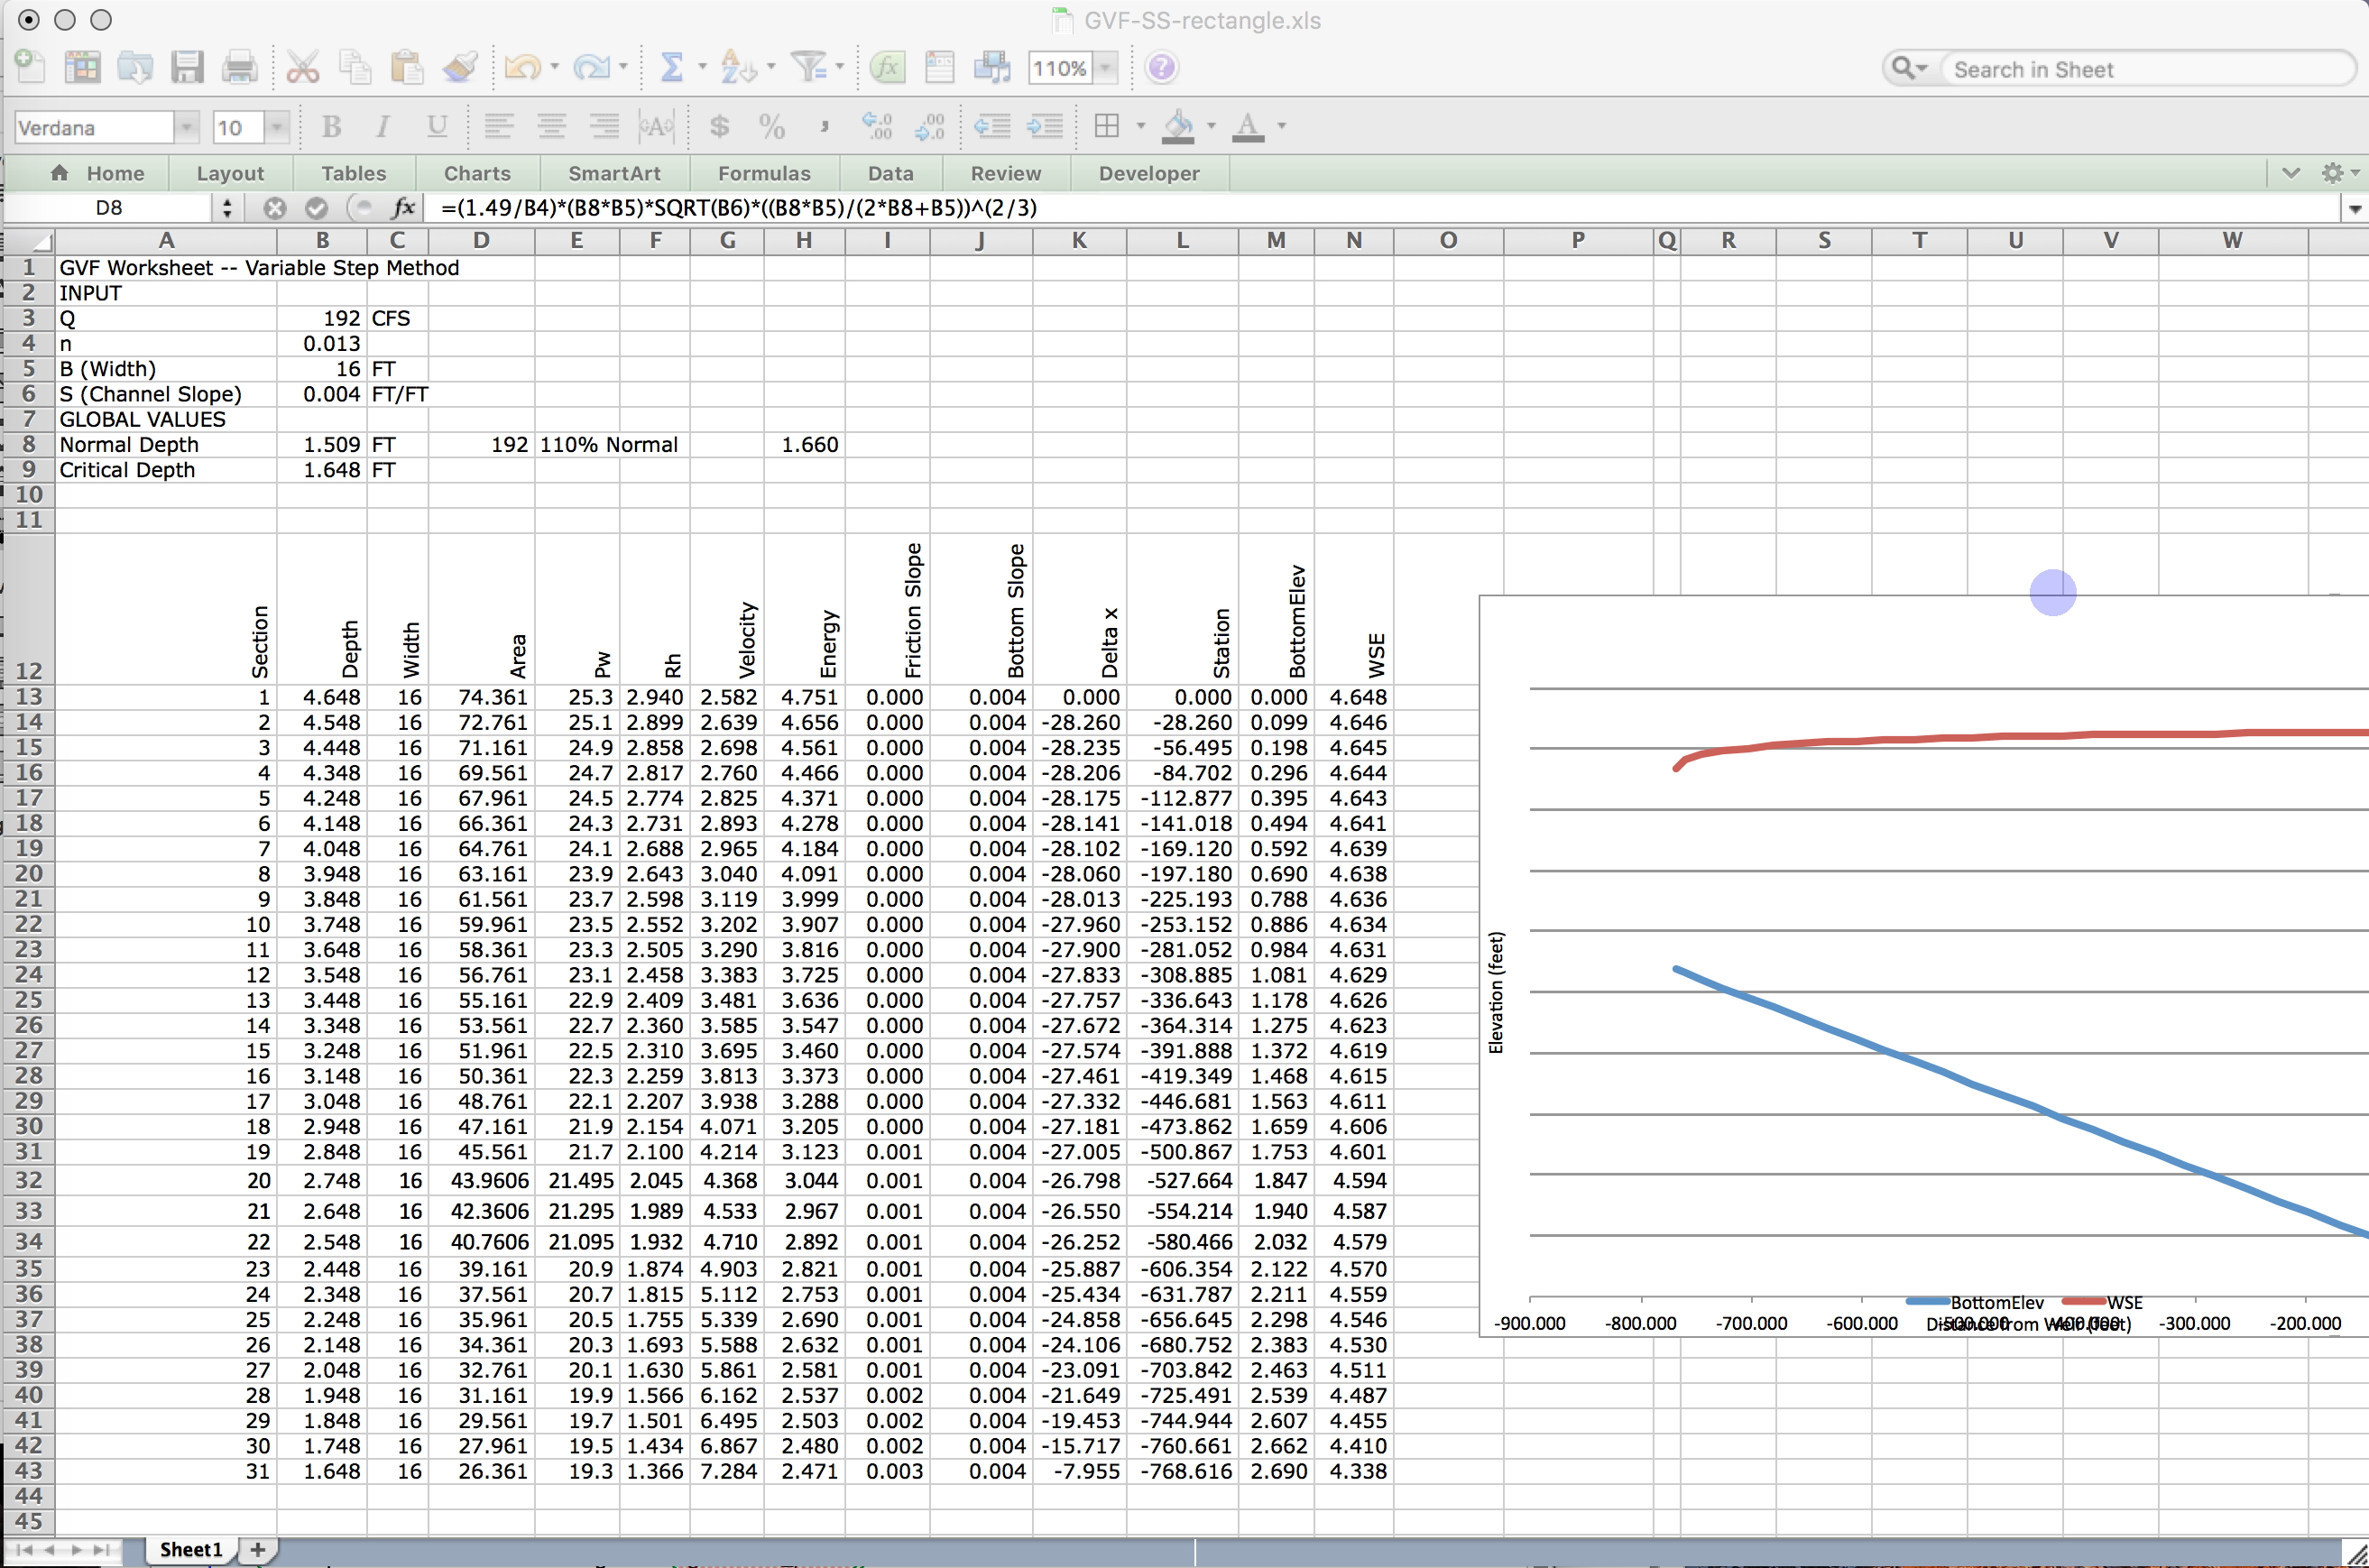 GVF-SS-rectangle.xls
110%
Search in Sheet
Verdana 10 B I U $ %
Home Layout Tables Charts SmartArt Formulas Data Review Developer
D8 fx =(1.49/B4)*(B8*B5)*SQRT(B6)*((B8*B5)/(2*B8+B5))^(2/3)
A B C D E F G H I J K L M N O P Q R S T U V W
1 GVF Worksheet -- Variable Step Method
2 INPUT
3 Q 192 CFS
4 n 0.013
5 B (Width) 16 FT
6 S (Channel Slope) 0.004 FT/FT
7 GLOBAL VALUES
8 Normal Depth 1.509 FT 192 110% Normal 1.660
9 Critical Depth 1.648 FT
10
11
12 Section Depth Width Area Pw Rh Velocity Energy Friction Slope Bottom Slope Delta x Station BottomElev WSE
13 1 4.648 16 74.361 25.3 2.940 2.582 4.751 0.000 0.004 0.000 0.000 0.000 4.648
14 2 4.548 16 72.761 25.1 2.899 2.639 4.656 0.000 0.004 -28.260 -28.260 0.099 4.646
15 3 4.448 16 71.161 24.9 2.858 2.698 4.561 0.000 0.004 -28.235 -56.495 0.198 4.645
16 4 4.348 16 69.561 24.7 2.817 2.760 4.466 0.000 0.004 -28.206 -84.702 0.296 4.644
17 5 4.248 16 67.961 24.5 2.774 2.825 4.371 0.000 0.004 -28.175 -112.877 0.395 4.643
18 6 4.148 16 66.361 24.3 2.731 2.893 4.278 0.000 0.004 -28.141 -141.018 0.494 4.641
19 7 4.048 16 64.761 24.1 2.688 2.965 4.184 0.000 0.004 -28.102 -169.120 0.592 4.639
20 8 3.948 16 63.161 23.9 2.643 3.040 4.091 0.000 0.004 -28.060 -197.180 0.690 4.638
21 9 3.848 16 61.561 23.7 2.598 3.119 3.999 0.000 0.004 -28.013 -225.193 0.788 4.636
22 10 3.748 16 59.961 23.5 2.552 3.202 3.907 0.000 0.004 -27.960 -253.152 0.886 4.634
23 11 3.648 16 58.361 23.3 2.505 3.290 3.816 0.000 0.004 -27.900 -281.052 0.984 4.631
24 12 3.548 16 56.761 23.1 2.458 3.383 3.725 0.000 0.004 -27.833 -308.885 1.081 4.629
25 13 3.448 16 55.161 22.9 2.409 3.481 3.636 0.000 0.004 -27.757 -336.643 1.178 4.626
26 14 3.348 16 53.561 22.7 2.360 3.585 3.547 0.000 0.004 -27.672 -364.314 1.275 4.623
27 15 3.248 16 51.961 22.5 2.310 3.695 3.460 0.000 0.004 -27.574 -391.888 1.372 4.619
28 16 3.148 16 50.361 22.3 2.259 3.813 3.373 0.000 0.004 -27.461 -419.349 1.468 4.615
29 17 3.048 16 48.761 22.1 2.207 3.938 3.288 0.000 0.004 -27.332 -446.681 1.563 4.611
30 18 2.948 16 47.161 21.9 2.154 4.071 3.205 0.000 0.004 -27.181 -473.862 1.659 4.606
31 19 2.848 16 45.561 21.7 2.100 4.214 3.123 0.001 0.004 -27.005 -500.867 1.753 4.601
32 20 2.748 16 43.9606 21.495 2.045 4.368 3.044 0.001 0.004 -26.798 -527.664 1.847 4.594
33 21 2.648 16 42.3606 21.295 1.989 4.533 2.967 0.001 0.004 -26.550 -554.214 1.940 4.587
34 22 2.548 16 40.7606 21.095 1.932 4.710 2.892 0.001 0.004 -26.252 -580.466 2.032 4.579
35 23 2.448 16 39.161 20.9 1.874 4.903 2.821 0.001 0.004 -25.887 -606.354 2.122 4.570
36 24 2.348 16 37.561 20.7 1.815 5.112 2.753 0.001 0.004 -25.434 -631.787 2.211 4.559
37 25 2.248 16 35.961 20.5 1.755 5.339 2.690 0.001 0.004 -24.858 -656.645 2.298 4.546
38 26 2.148 16 34.361 20.3 1.693 5.588 2.632 0.001 0.004 -24.106 -680.752 2.383 4.530
39 27 2.048 16 32.761 20.1 1.630 5.861 2.581 0.001 0.004 -23.091 -703.842 2.463 4.511
40 28 1.948 16 31.161 19.9 1.566 6.162 2.537 0.002 0.004 -21.649 -725.491 2.539 4.487
41 29 1.848 16 29.561 19.7 1.501 6.495 2.503 0.002 0.004 -19.453 -744.944 2.607 4.455
42 30 1.748 16 27.961 19.5 1.434 6.867 2.480 0.002 0.004 -15.717 -760.661 2.662 4.410
43 31 1.648 16 26.361 19.3 1.366 7.284 2.471 0.003 0.004 -7.955 -768.616 2.690 4.338
44
45
Elevation (feet)
BottomElev WSE
-900.000 -800.000 -700.000 -600.000 -500.000 -400.000 -300.000 -200.000
Distance from Weir (feet)
Sheet1